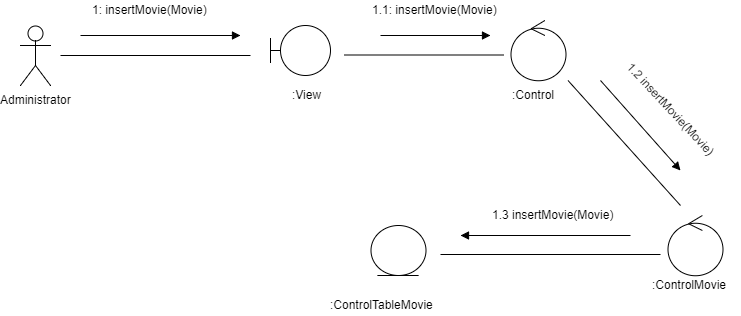 1: insertMovie(Movie)
1.1: insertMovie(Movie)
Administrator
:View
:Control
1.2 insertMovie(Movie)
1.3 insertMovie(Movie)
:ControlMovie
:ControlTableMovie